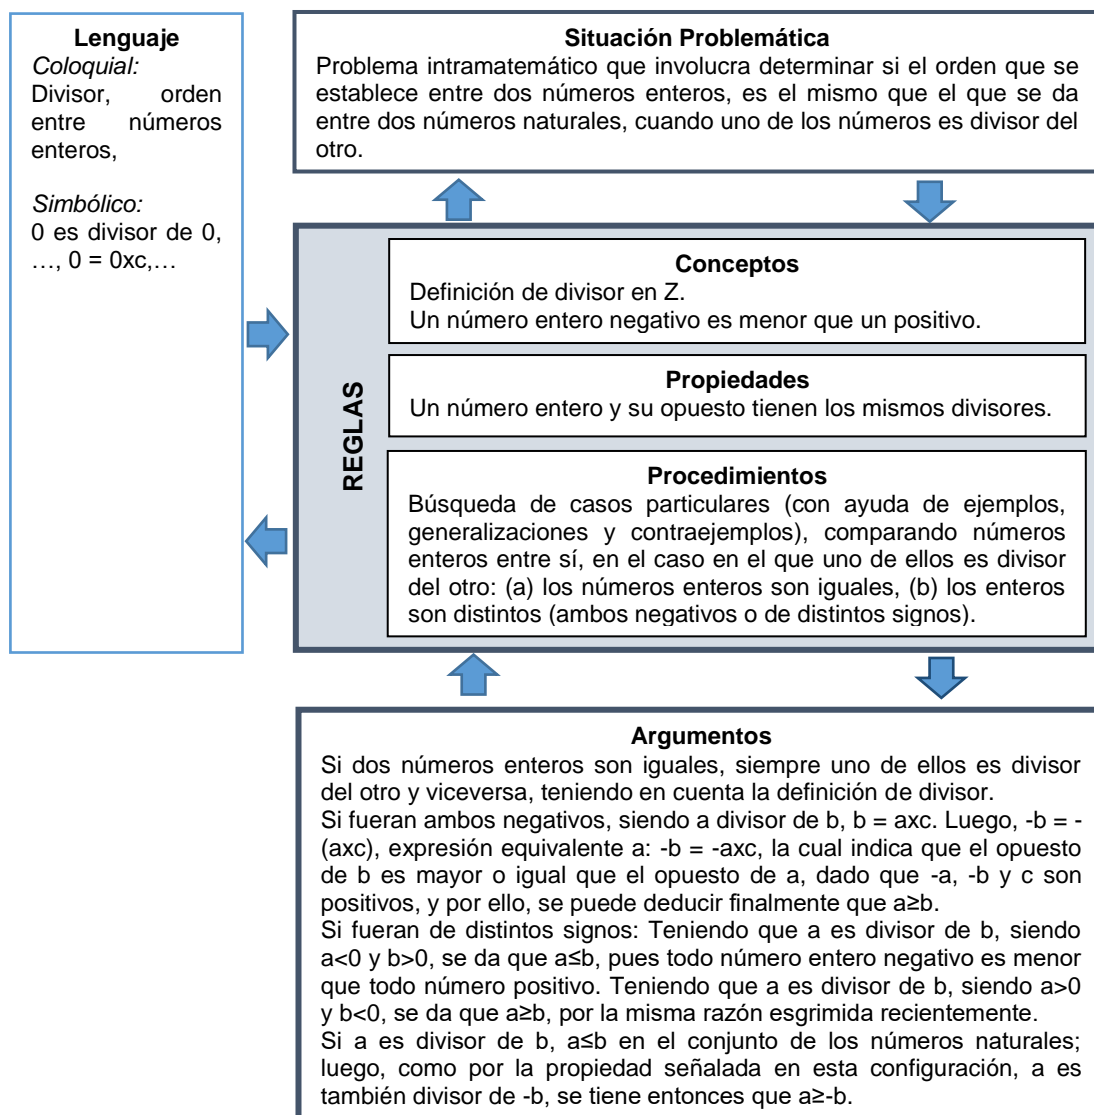 Lenguaje
Coloquial:
Divisor, orden
entre números
enteros,
Simbólico:
0 es divisor de 0,
…, 0 = 0xc,…
Situación Problemática
Problema intramatemático que involucra determinar si el orden que se
establece entre dos números enteros, es el mismo que el que se da
entre dos números naturales, cuando uno de los números es divisor del
otro.
REGLAS
Conceptos
Definición de divisor en Z.
Un número entero negativo es menor que un positivo.
Propiedades
Un número entero y su opuesto tienen los mismos divisores.
Procedimientos
Búsqueda de casos particulares (con ayuda de ejemplos,
generalizaciones y contraejemplos), comparando números
enteros entre sí, en el caso en el que uno de ellos es divisor
del otro: (a) los números enteros son iguales, (b) los enteros
son distintos (ambos negativos o de distintos signos).
Argumentos
Si dos números enteros son iguales, siempre uno de ellos es divisor
del otro y viceversa, teniendo en cuenta la definición de divisor.
Si fueran ambos negativos, siendo a divisor de b, b = axc. Luego, -b = -
(axc), expresión equivalente a: -b = -axc, la cual indica que el opuesto
de b es mayor o igual que el opuesto de a, dado que -a, -b y c son
positivos, y por ello, se puede deducir finalmente que a≥b.
Si fueran de distintos signos: Teniendo que a es divisor de b, siendo
a<0 y b>0, se da que a≤b, pues todo número entero negativo es menor
que todo número positivo. Teniendo que a es divisor de b, siendo a>0
y b<0, se da que a≥b, por la misma razón esgrimida recientemente.
Si a es divisor de b, a≤b en el conjunto de los números naturales;
luego, como por la propiedad señalada en esta configuración, a es
también divisor de -b, se tiene entonces que a≥-b.